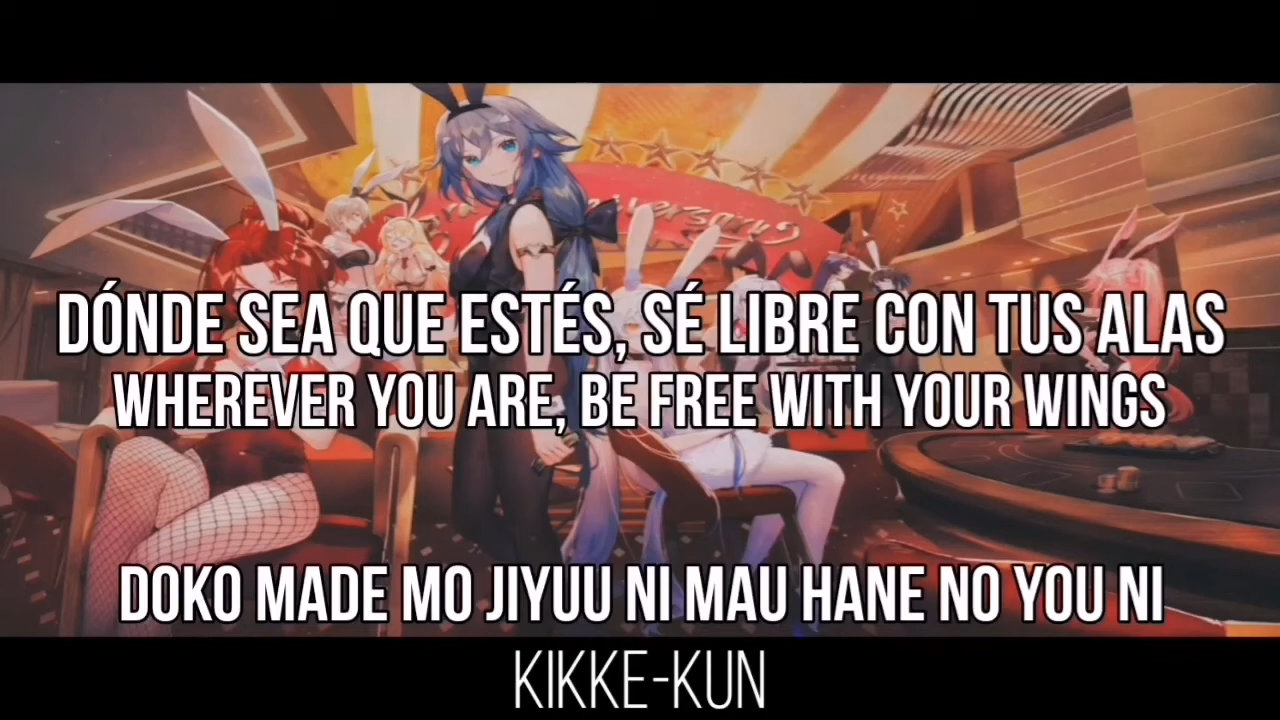 DÓNDE SEA QUE ESTÉS, SÉ LIBRE CON TUS ALAS
WHEREVER YOU ARE, BE FREE WITH YOUR WINGS
DOKO MADE MO JIYUU NI MAU HANE NO YOU NI
KIKKE-KUN